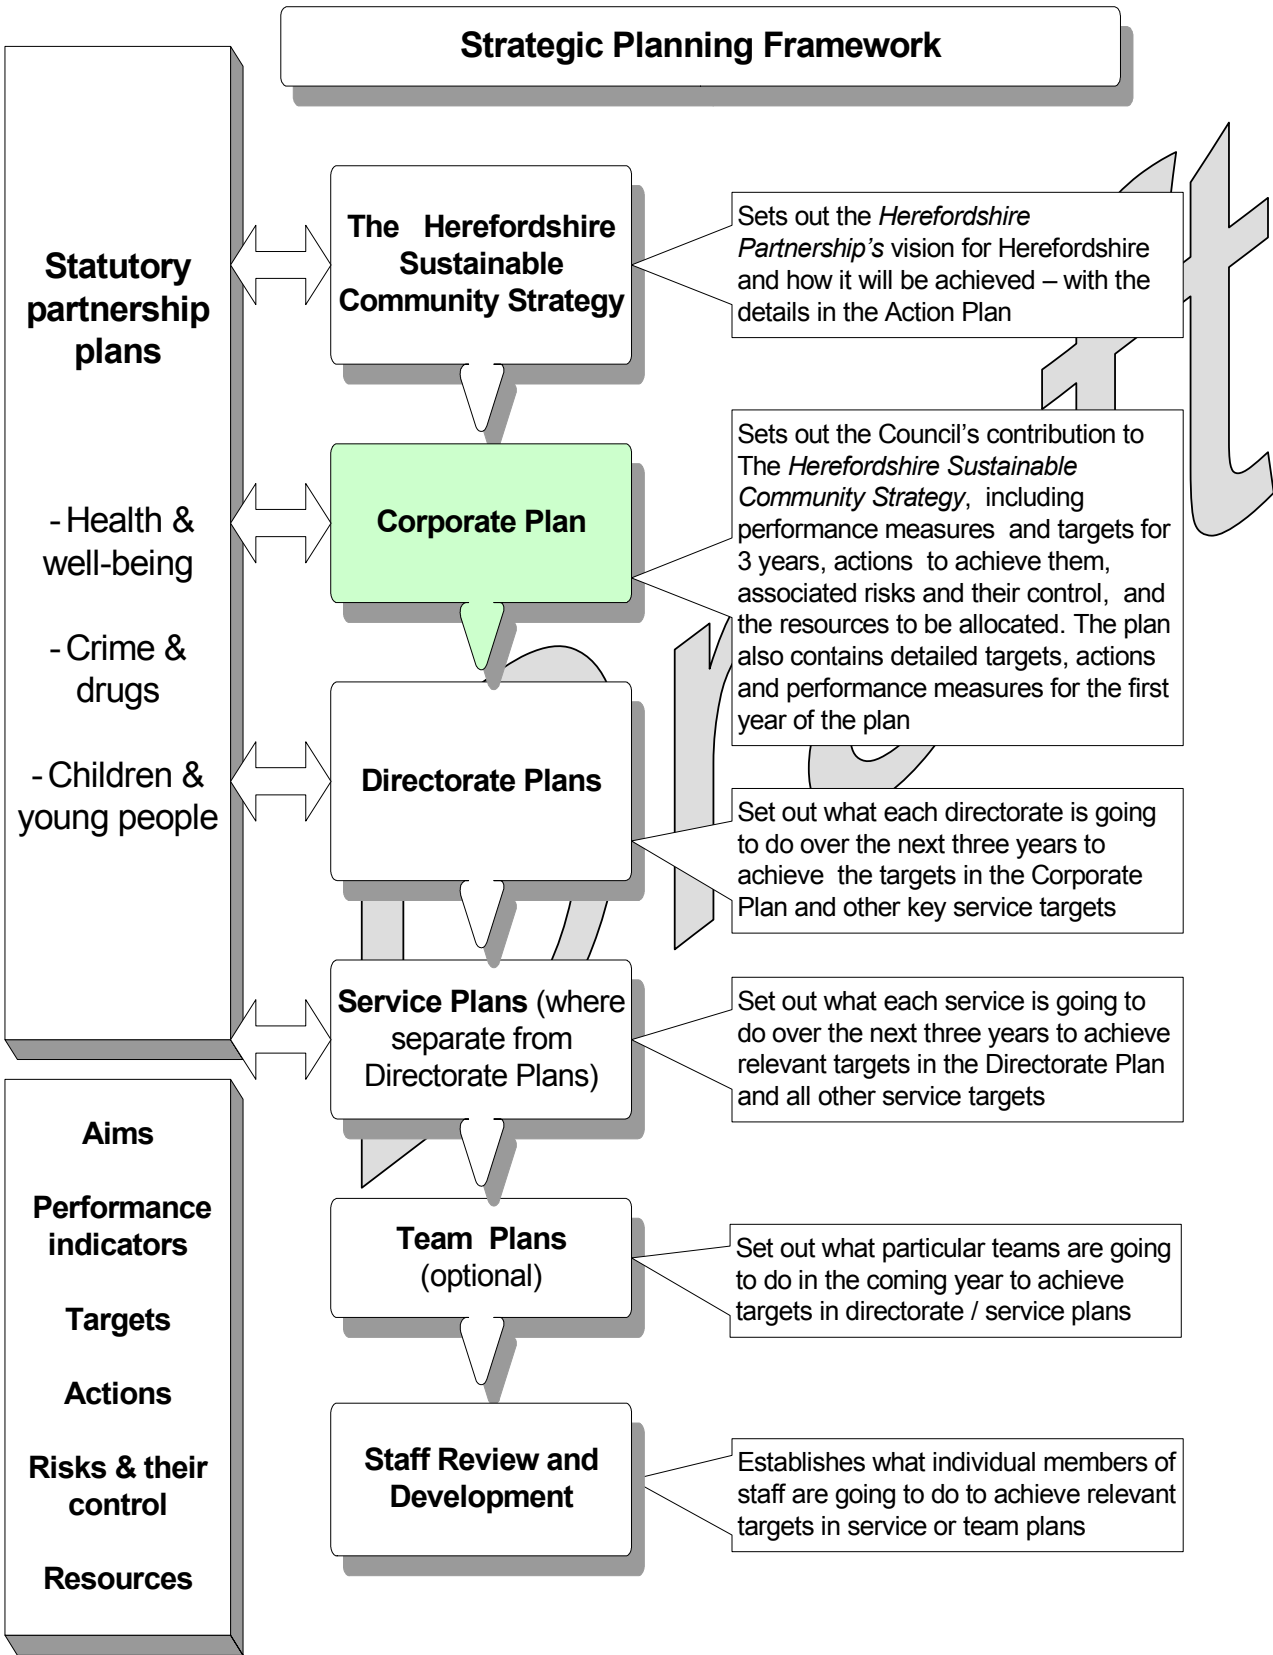 Strategic Planning Framework
Statutory
partnership
plans
- Health &
well-being
- Crime &
drugs
- Children &
young people
Aims
Performance
indicators
Targets
Actions
Risks & their
control
Resources
The Herefordshire
Sustainable
Community Strategy
Sets out the Herefordshire
Partnership's vision for Herefordshire
and how it will be achieved – with the
details in the Action Plan
Corporate Plan
Sets out the Council's contribution to
The Herefordshire Sustainable
Community Strategy, including
performance measures and targets for
3 years, actions to achieve them,
associated risks and their control, and
the resources to be allocated. The plan
also contains detailed targets, actions
and performance measures for the first
year of the plan
Directorate Plans
Set out what each directorate is going
to do over the next three years to
achieve the targets in the Corporate
Plan and other key service targets
Service Plans (where
separate from
Directorate Plans)
Set out what each service is going to
do over the next three years to achieve
relevant targets in the Directorate Plan
and all other service targets
Team Plans
(optional)
Set out what particular teams are going
to do in the coming year to achieve
targets in directorate / service plans
Staff Review and
Development
Establishes what individual members of
staff are going to do to achieve relevant
targets in service or team plans
Draft